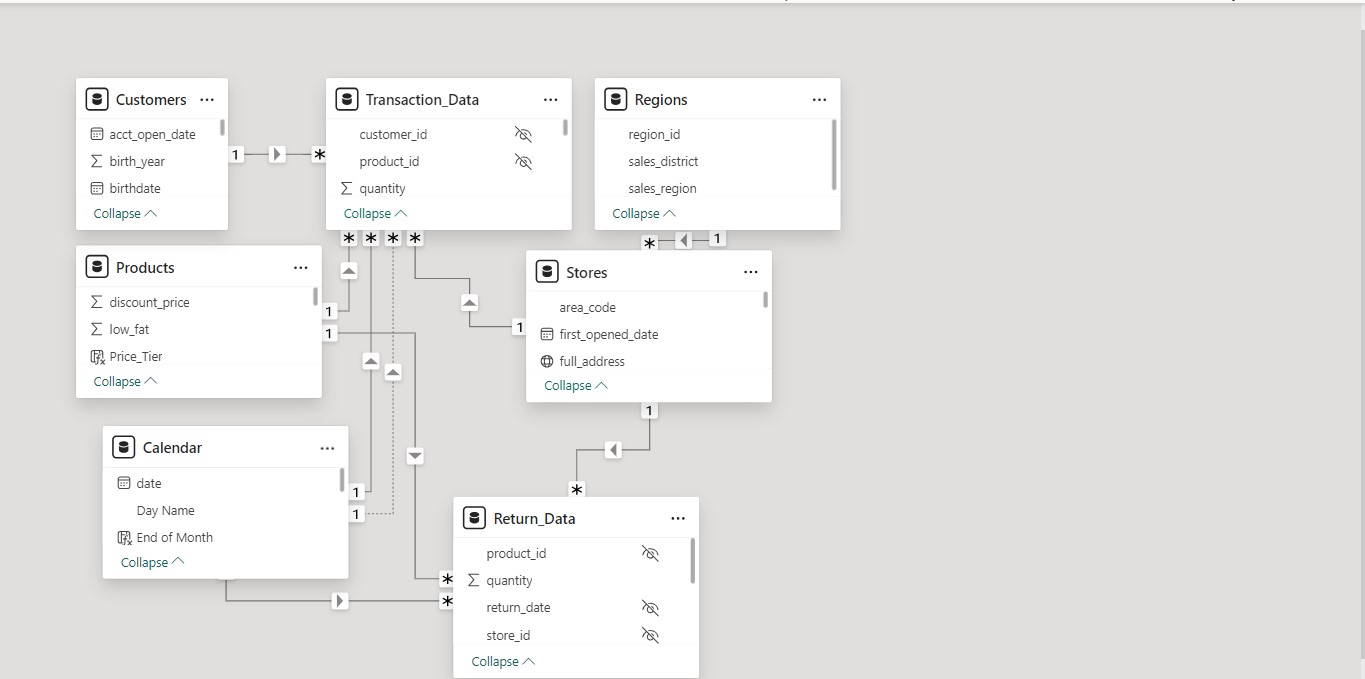 Customers
acct_open_date
birth_year
birthdate
Collapse
Transaction_Data
customer_id
product_id
quantity
Collapse
Regions
region_id
sales_district
sales_region
Collapse
1
*
* * * *
* 1
Products
discount_price
low_fat
Price_Tier
Collapse
1
1
Stores
area_code
first_opened_date
full_address
Collapse
1
1
*
Calendar
date
Day Name
End of Month
Collapse
1
1
Return_Data
product_id
quantity
return_date
store_id
Collapse
*
*